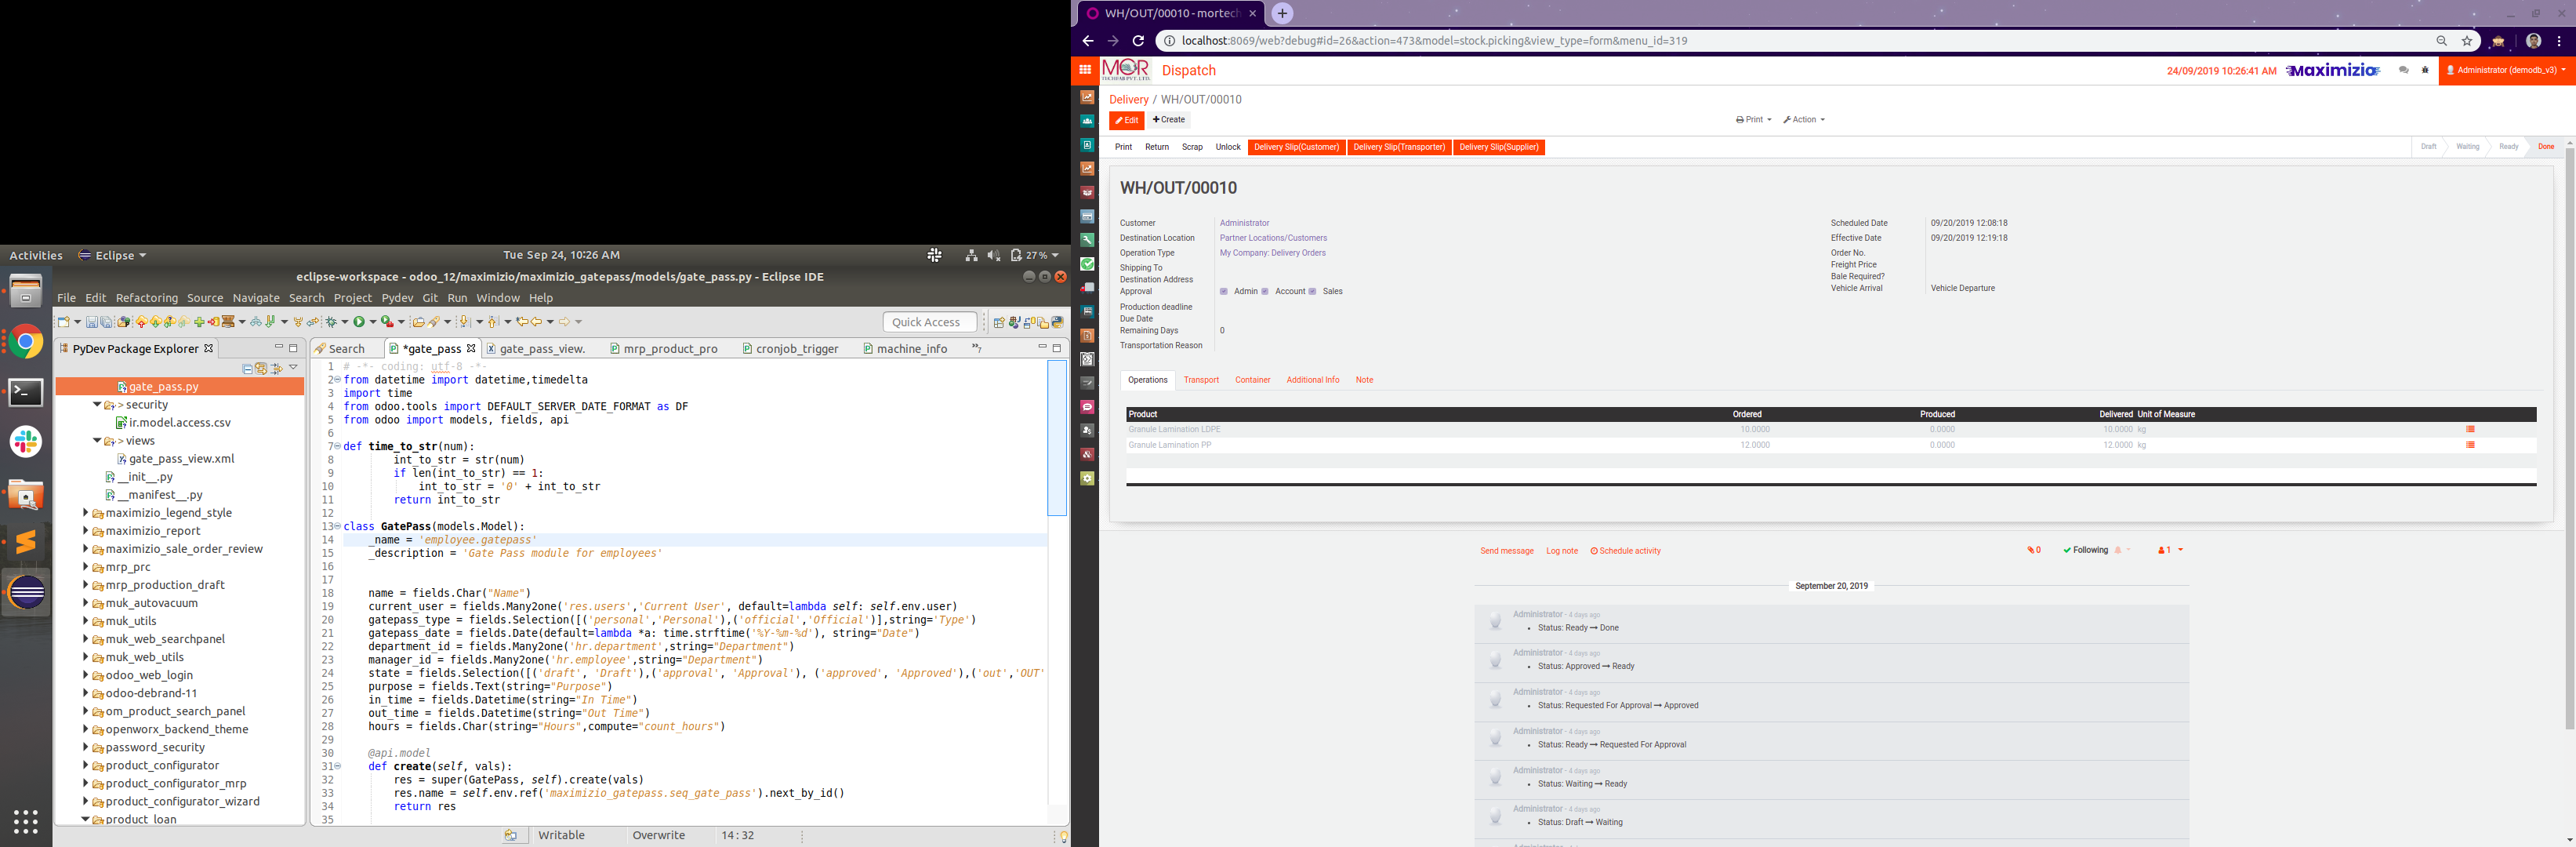 Activities
Eclipse
Tue Sep 24, 10:26 AM
27 %
eclipse-workspace - odoo_12/maximizio/maximizio_gatepass/models/gate_pass.py - Eclipse IDE
File Edit Refactoring Source Navigate Search Project Pydev Git Run Window Help
Quick Access
PyDev Package Explorer
gate_pass.py
> security
ir.model.access.csv
> views
gate_pass_view.xml
__init__.py
__manifest__.py
maximizio_legend_style
maximizio_report
maximizio_sale_order_review
mrp_prc
mrp_production_draft
muk_autovacuum
muk_utils
muk_web_searchpanel
muk_web_utils
odoo_web_login
odoo-debrand-11
om_product_search_panel
openworx_backend_theme
password_security
product_configurator
product_configurator_mrp
product_configurator_wizard
product_loan
Search *gate_pass gate_pass_view. mrp_product_pro cronjob_trigger machine_info
1 # -*- coding: utf-8 -*-
2 from datetime import datetime,timedelta
3 import time
4 from odoo.tools import DEFAULT_SERVER_DATE_FORMAT as DF
5 from odoo import models, fields, api
6
7 def time_to_str(num):
8 int_to_str = str(num)
9 if len(int_to_str) == 1:
10 int_to_str = '0' + int_to_str
11 return int_to_str
12
13 class GatePass(models.Model):
14 _name = 'employee.gatepass'
15 _description = 'Gate Pass module for employees'
16
17
18 name = fields.Char("Name")
19 current_user = fields.Many2one('res.users','Current User', default=lambda self: self.env.user)
20 gatepass_type = fields.Selection([('personal','Personal'),('official','Official')],string='Type')
21 gatepass_date = fields.Date(default=lambda *a: time.strftime('%Y-%m-%d'), string="Date")
22 department_id = fields.Many2one('hr.department',string="Department")
23 manager_id = fields.Many2one('hr.employee',string="Department")
24 state = fields.Selection([('draft', 'Draft'),('approval', 'Approval'), ('approved', 'Approved'),('out','OUT'
25 purpose = fields.Text(string="Purpose")
26 in_time = fields.Datetime(string="In Time")
27 out_time = fields.Datetime(string="Out Time")
28 hours = fields.Char(string="Hours",compute="count_hours")
29
30 @api.model
31 def create(self, vals):
32 res = super(GatePass, self).create(vals)
33 res.name = self.env.ref('maximizio_gatepass.seq_gate_pass').next_by_id()
34 return res
35
Writable Overwrite 14 : 32
WH/OUT/00010 - mortech
localhost:8069/web?debug#id=26&action=473&model=stock.picking&view_type=form&menu_id=319
MOR
Dispatch
24/09/2019 10:26:41 AM
Maximizio
Administrator (demodb_v3)
Delivery / WH/OUT/00010
Edit Create
Print Action
Print Return Scrap Unlock Delivery Slip(Customer) Delivery Slip(Transporter) Delivery Slip(Supplier)
Draft Waiting Ready Done
WH/OUT/00010
Customer Administrator
Scheduled Date 09/20/2019 12:08:18
Destination Location Partner Locations/Customers
Effective Date 09/20/2019 12:19:18
Operation Type My Company: Delivery Orders
Order No.
Shipping To
Freight Price
Destination Address
Bale Required?
Approval Admin Account Sales
Vehicle Arrival Vehicle Departure
Production deadline
Due Date
Remaining Days 0
Transportation Reason
Operations Transport Container Additional Info Note
Product Ordered Produced Delivered Unit of Measure
Granule Lamination LDPE 10.0000 0.0000 10.0000 kg
Granule Lamination PP 12.0000 0.0000 12.0000 kg
Send message Log note Schedule activity
0 Following 1
September 20, 2019
Administrator - 4 days ago
• Status: Ready → Done
Administrator - 4 days ago
• Status: Approved → Ready
Administrator - 4 days ago
• Status: Requested For Approval → Approved
Administrator - 4 days ago
• Status: Ready → Requested For Approval
Administrator - 4 days ago
• Status: Waiting → Ready
Administrator - 4 days ago
• Status: Draft → Waiting